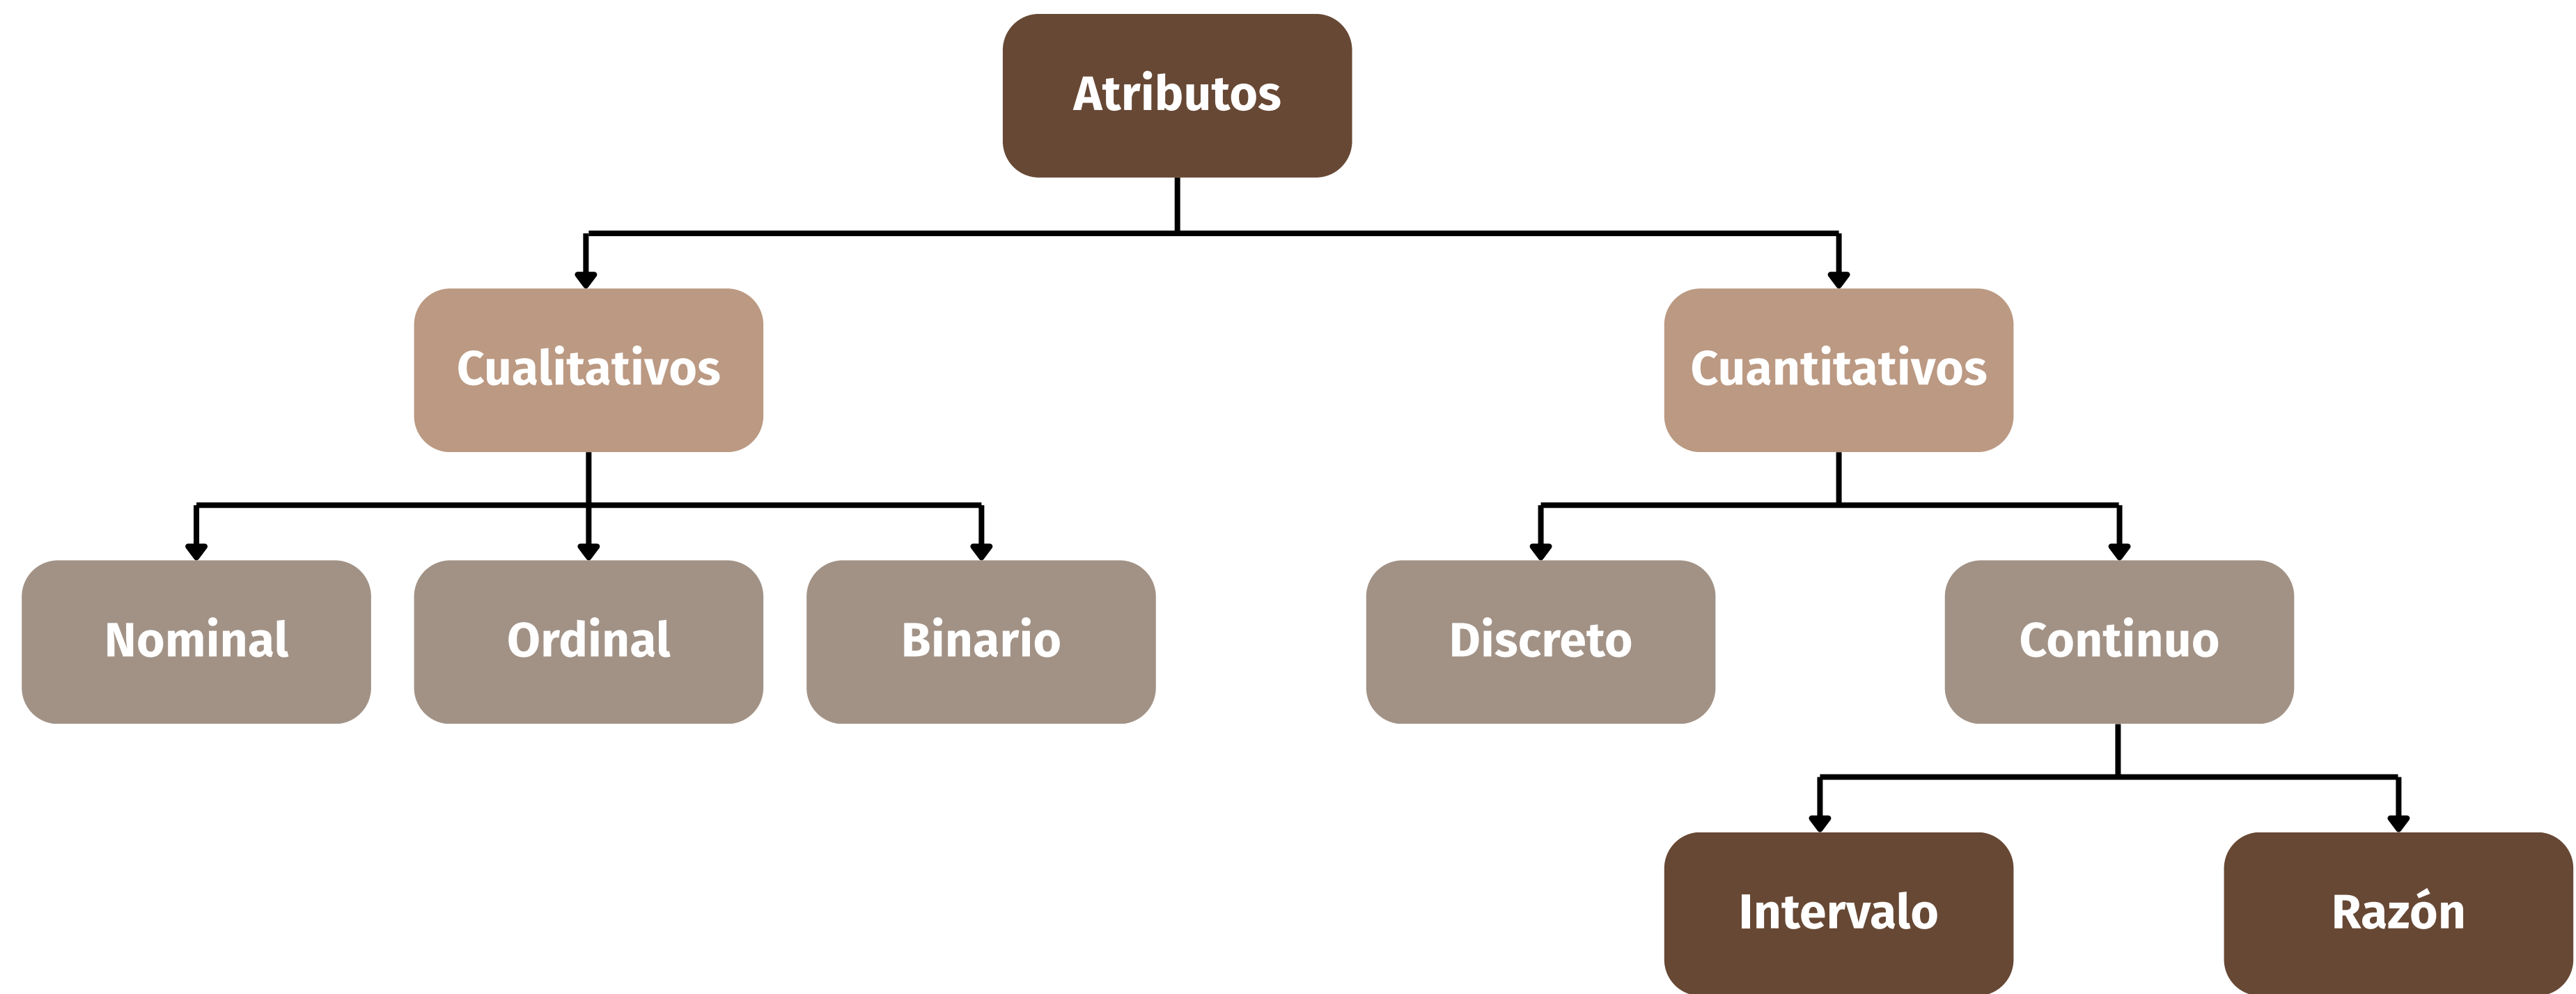 Atributos
Cualitativos
Cuantitativos
Nominal
Ordinal
Binario
Discreto
Continuo
Intervalo
Razón